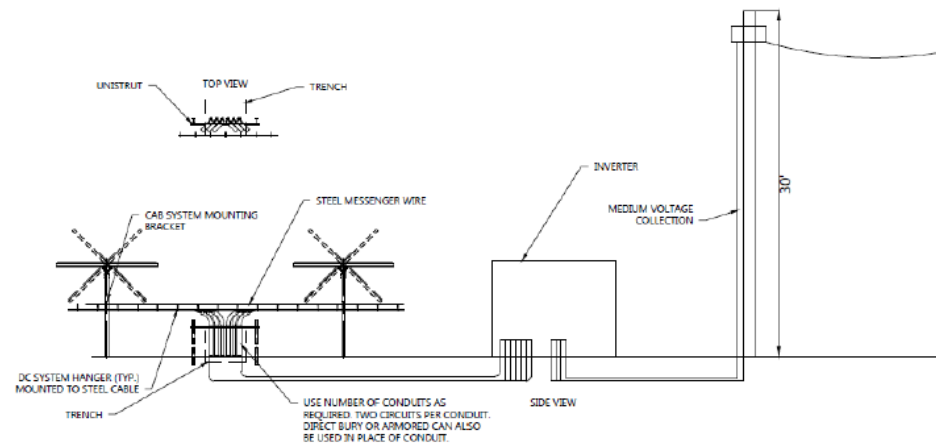 TOP VIEW
UNISTRUT
TRENCH
INVERTER
STEEL MESSENGER WIRE
CAB SYSTEM MOUNTING
BRACKET
MEDIUM VOLTAGE
COLLECTION
30'
DC SYSTEM HANGER (TYP.)
MOUNTED TO STEEL CABLE
TRENCH
USE NUMBER OF CONDUITS AS
REQUIRED. TWO CIRCUITS PER CONDUIT.
DIRECT BURY OR ARMORED CAN ALSO
BE USED IN PLACE OF CONDUIT.
SIDE VIEW